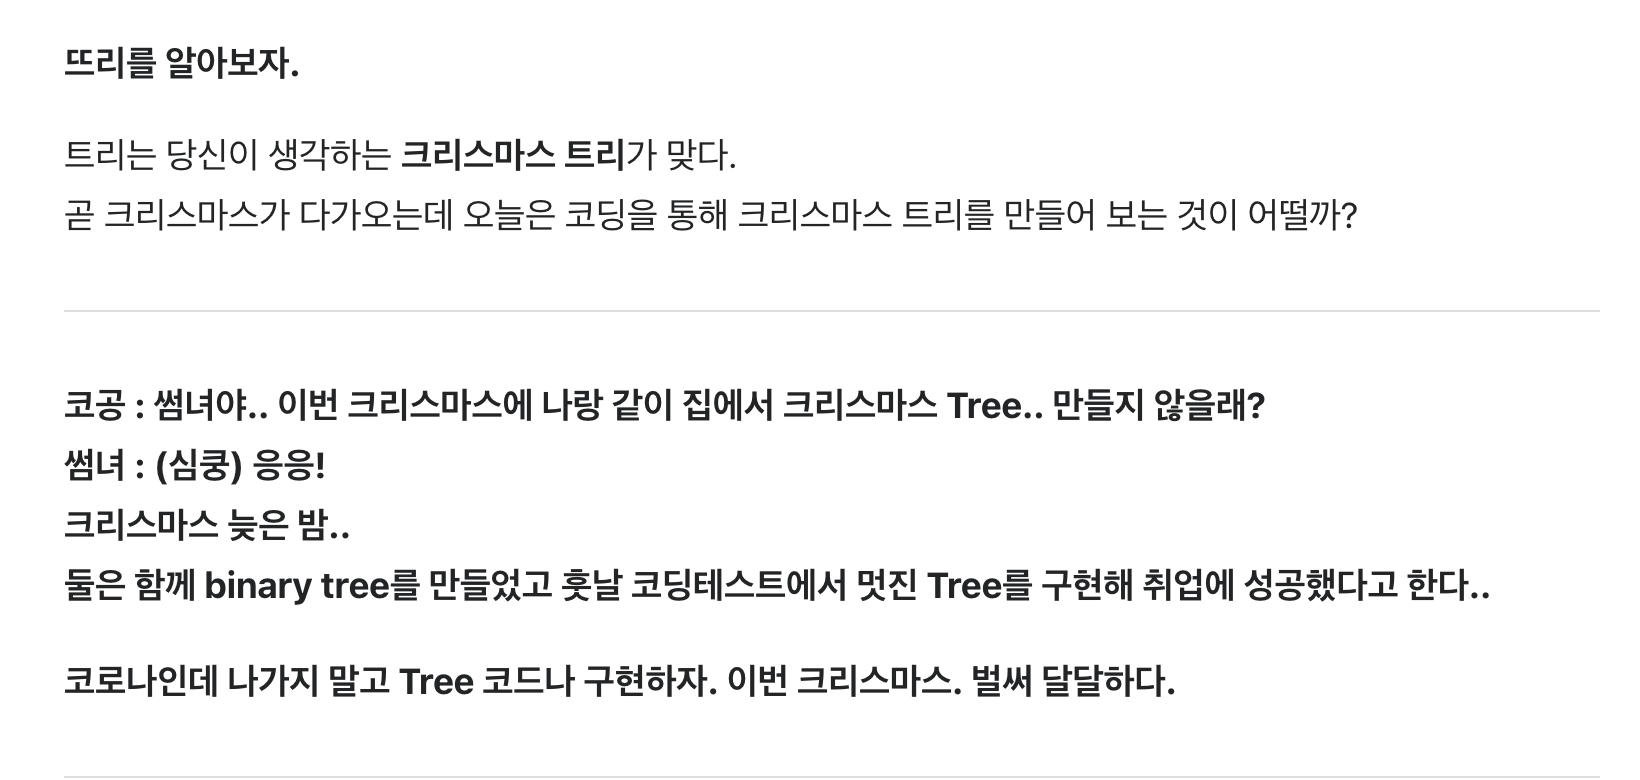 뜨리를 알아보자.
트리는 당신이 생각하는 크리스마스 트리가 맞다.
곧 크리스마스가 다가오는데 오늘은 코딩을 통해 크리스마스 트리를 만들어 보는 것이 어떨까?
코공 : 썸녀야.. 이번 크리스마스에 나랑 같이 집에서 크리스마스 Tree.. 만들지 않을래?
썸녀 : (심쿵) 응응!
크리스마스 늦은 밤..
둘은 함께 binary tree를 만들었고 훗날 코딩테스트에서 멋진 Tree를 구현해 취업에 성공했다고 한다..
코로나인데 나가지 말고 Tree 코드나 구현하자. 이번 크리스마스. 벌써 달달하다.